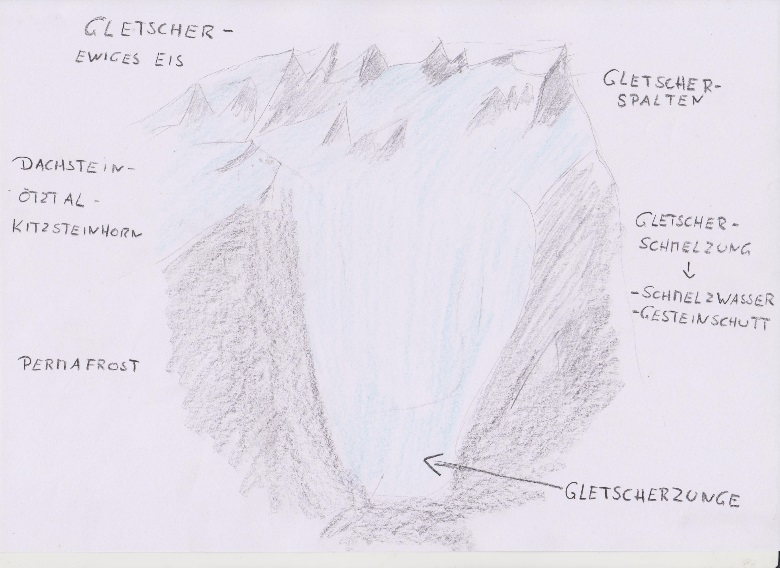 GLETSCHER-
EWIGES EIS
GLETSCHER-
SPALTEN
DACHSTEIN-
ÖTZTAL-
KITZSTEINHORN
GLETSCHER-
SCHMELZUNG
↓
-SCHMELZWASSER
-GESTEINSCHUTT
PERMAFROST
GLETSCHERZUNGE